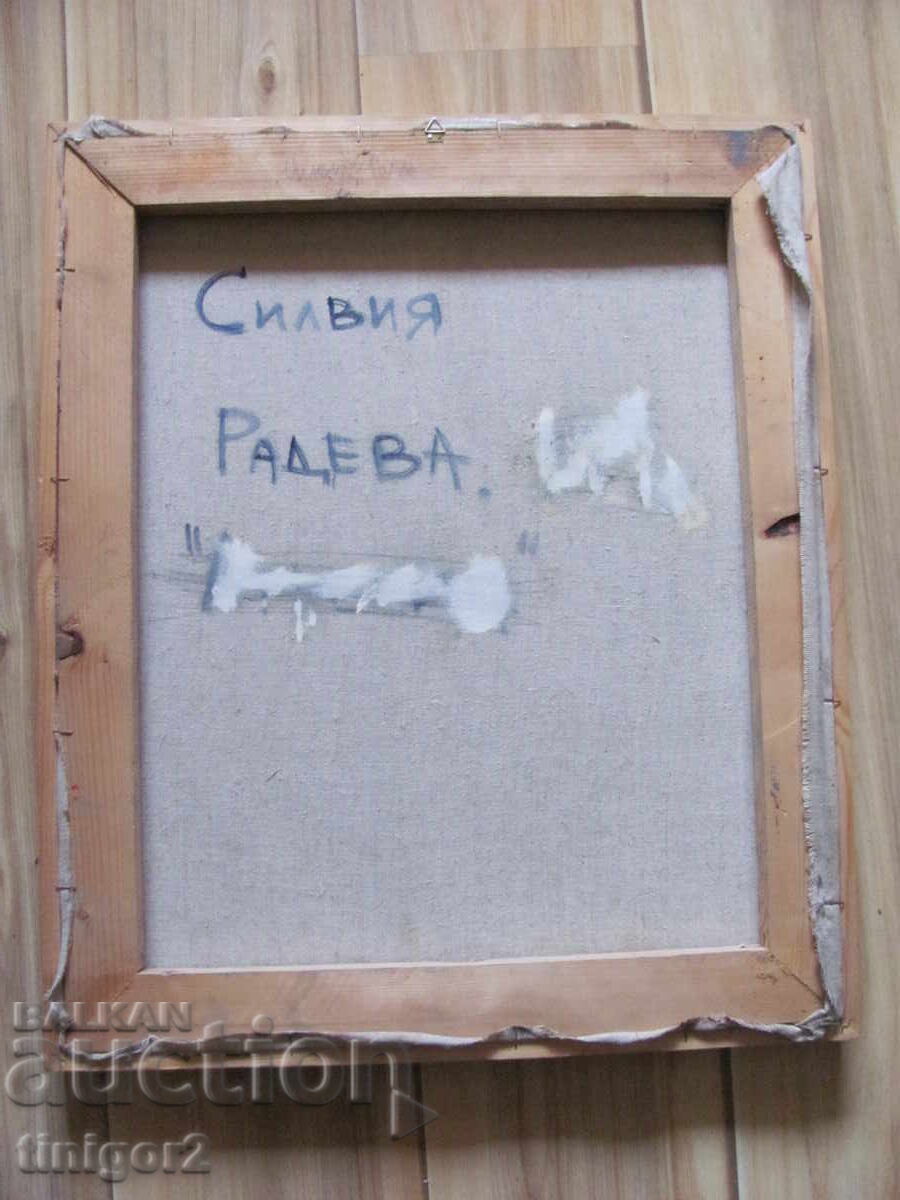 Силвия
Радева.
" "
BALKAN
auction
tinigor2